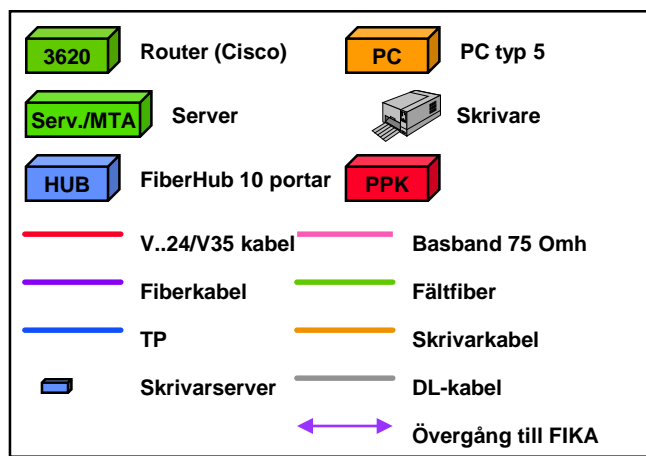 3620 Router (Cisco) PC PC typ 5
Serv./MTA Server Skrivare
HUB FiberHub 10 portar PPK
V..24/V35 kabel Basband 75 Omh
Fiberkabel Fältfiber
TP Skrivarkabel
Skrivarserver DL-kabel
Övergång till FIKA